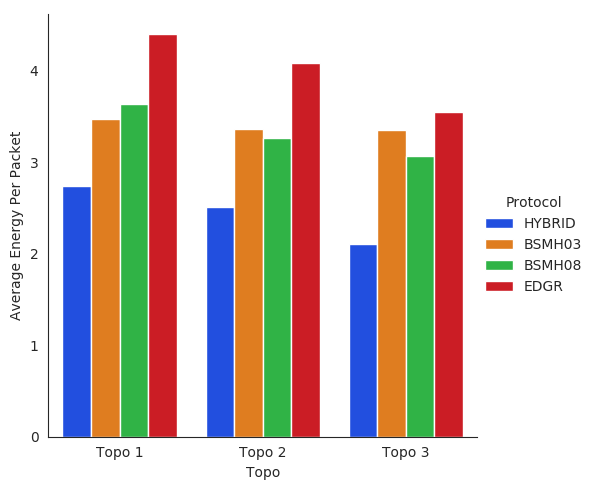 Average Energy Per Packet
4
3
2
1
0
Topo 1
Topo 2
Topo 3
Topo
Protocol
HYBRID
BSMH03
BSMH08
EDGR